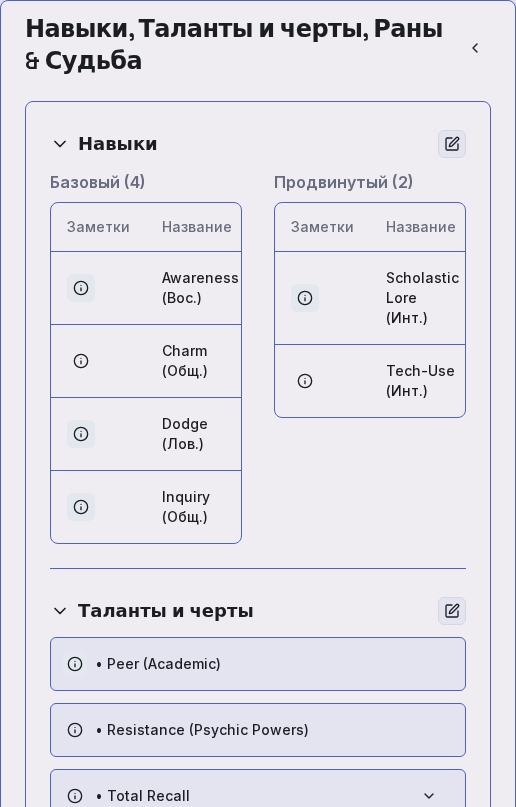 Навыки, Таланты и черты, Раны
& Судьба
Навыки
Базовый (4)
Заметки Название
Awareness
(Вос.)
Charm
(Общ.)
Dodge
(Лов.)
Inquiry
(Общ.)
Продвинутый (2)
Заметки Название
Scholastic
Lore
(Инт.)
Tech-Use
(Инт.)
Таланты и черты
• Peer (Academic)
• Resistance (Psychic Powers)
• Total Recall